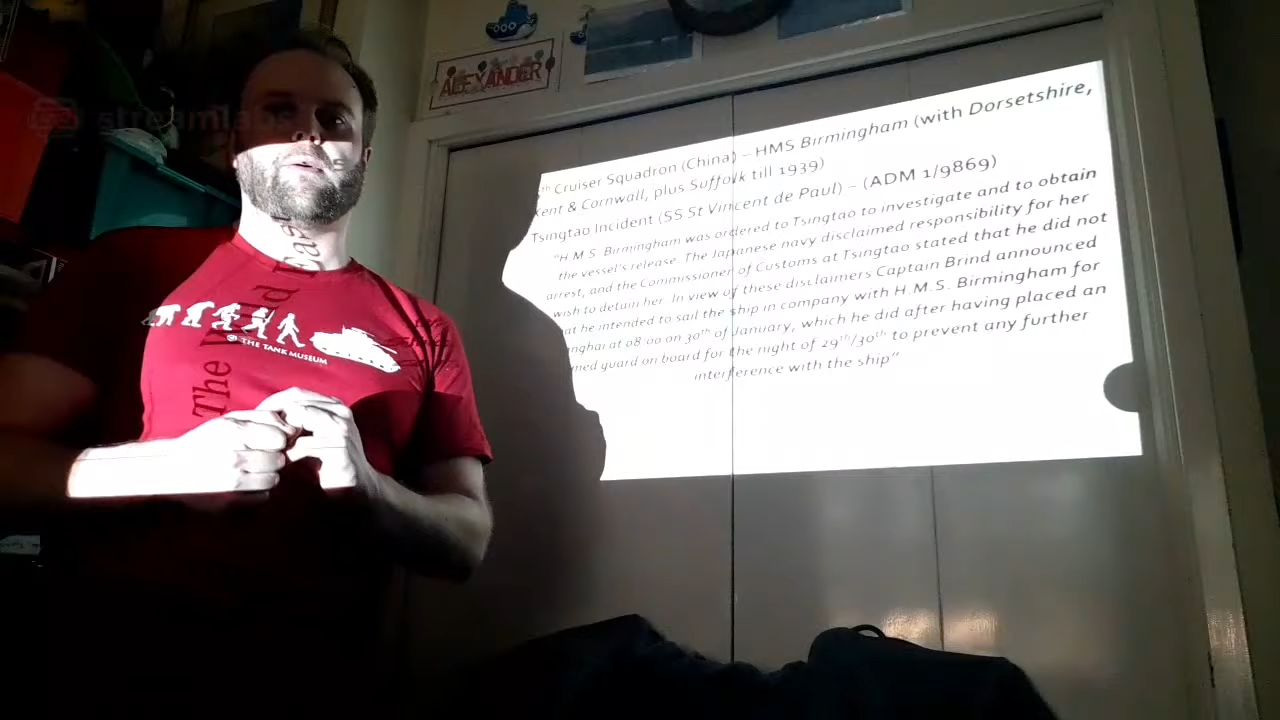 streamlabs
ALEXANDER
th Cruiser Squadron (China) – HMS Birmingham (with Dorsetshire,
Kent & Cornwall, plus Suffolk till 1939)
Tsingtao Incident (SS St Vincent de Paul) – (ADM 1/9869)
"H.M.S. Birmingham was ordered to Tsingtao to investigate and to obtain
the vessel's release. The Japanese navy disclaimed responsibility for her
arrest, and the Commissioner of Customs at Tsingtao stated that he did not
wish to detain her. In view of these disclaimers Captain Brind announced
at he intended to sail the ship in company with H.M.S. Birmingham for
nghai at 08.00 on 30th of January, which he did after having placed an
med guard on board for the night of 29th/30th to prevent any further
interference with the ship"
The
@ THE TANK MUSEUM